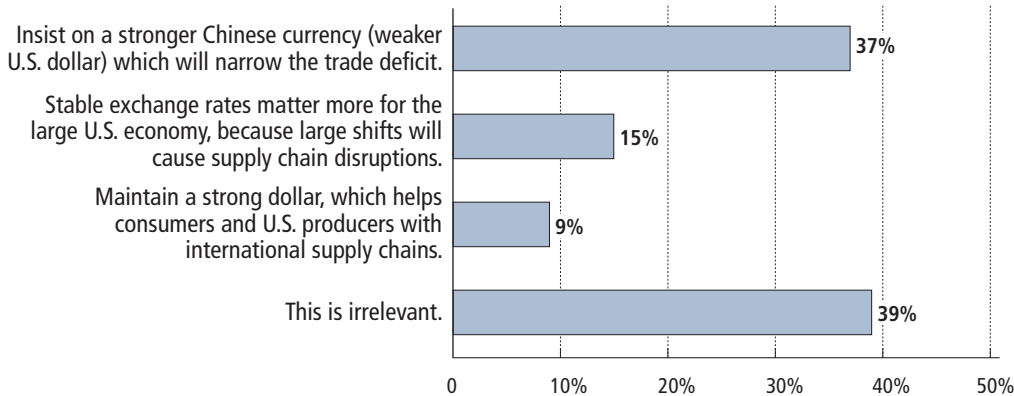 Insist on a stronger Chinese currency (weaker
U.S. dollar) which will narrow the trade deficit.
37%
Stable exchange rates matter more for the
large U.S. economy, because large shifts will
cause supply chain disruptions.
15%
Maintain a strong dollar, which helps
consumers and U.S. producers with
international supply chains.
9%
This is irrelevant.
39%
0 10% 20% 30% 40% 50%